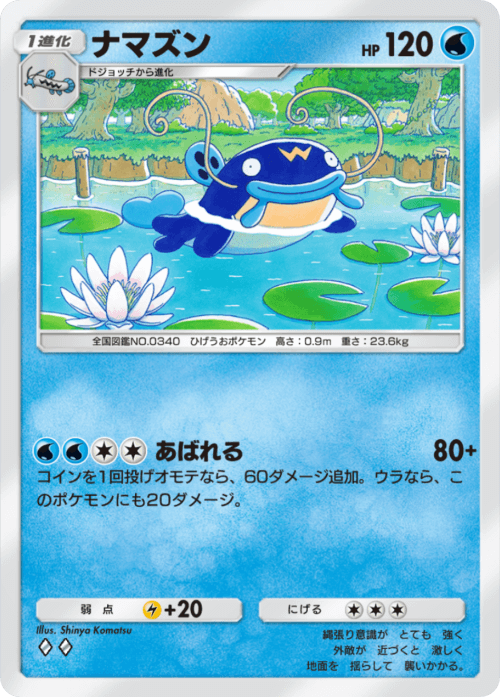 1進化 ナマズン HP 120
ドジョッチから進化
全国図鑑NO.0340 ひげうおポケモン 高さ:0.9m 重さ:23.6kg
あばれる 80+
コインを1回投げオモテなら、60ダメージ追加。ウラなら、こ
のポケモンにも20ダメージ。
弱点 +20 にげる
Illus. Shinya Komatsu
縄張り意識が とても 強く
外敵が 近づくと 激しく
地面を 揺らして 襲いかかる。